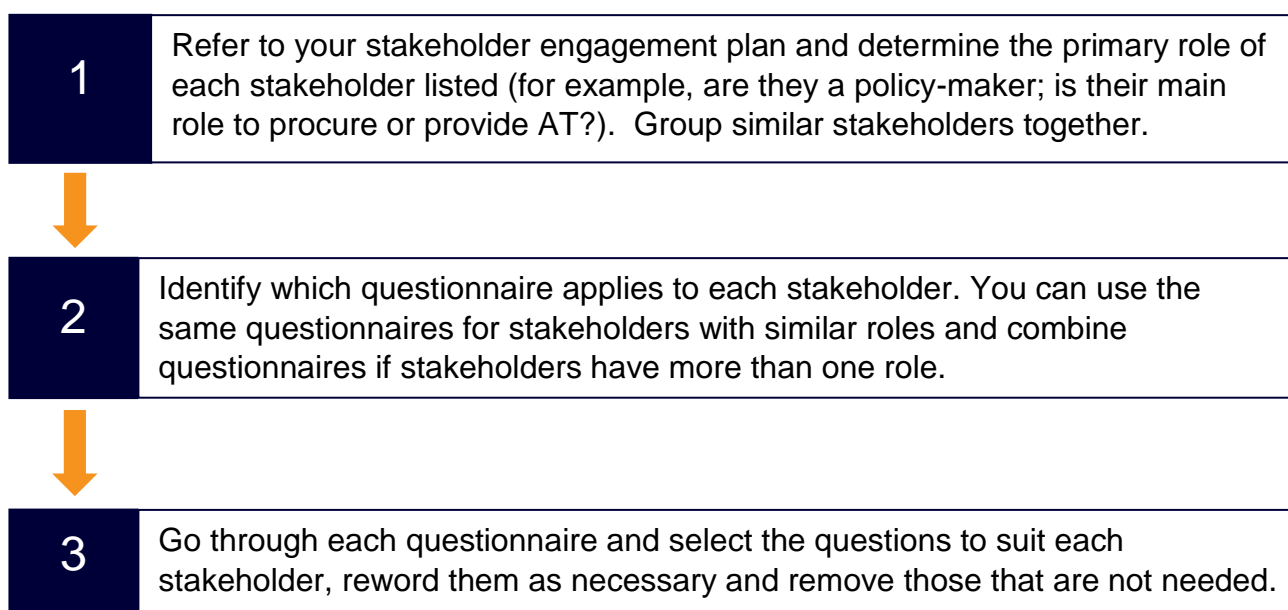 1
Refer to your stakeholder engagement plan and determine the primary role of
each stakeholder listed (for example, are they a policy-maker; is their main
role to procure or provide AT?).  Group similar stakeholders together.
2
Identify which questionnaire applies to each stakeholder. You can use the
same questionnaires for stakeholders with similar roles and combine
questionnaires if stakeholders have more than one role.
3
Go through each questionnaire and select the questions to suit each
stakeholder, reword them as necessary and remove those that are not needed.